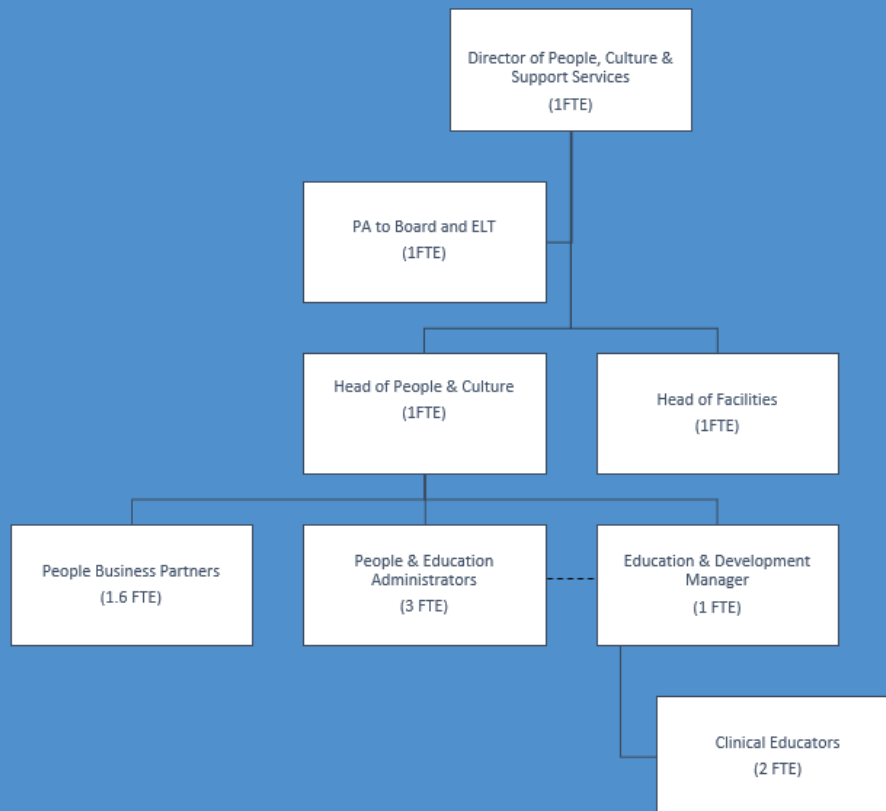 Director of People, Culture &
Support Services
(1FTE)
PA to Board and ELT
(1FTE)
Head of People & Culture
(1FTE)
Head of Facilities
(1FTE)
People Business Partners
(1.6 FTE)
People & Education
Administrators
(3 FTE)
Education & Development
Manager
(1 FTE)
Clinical Educators
(2 FTE)